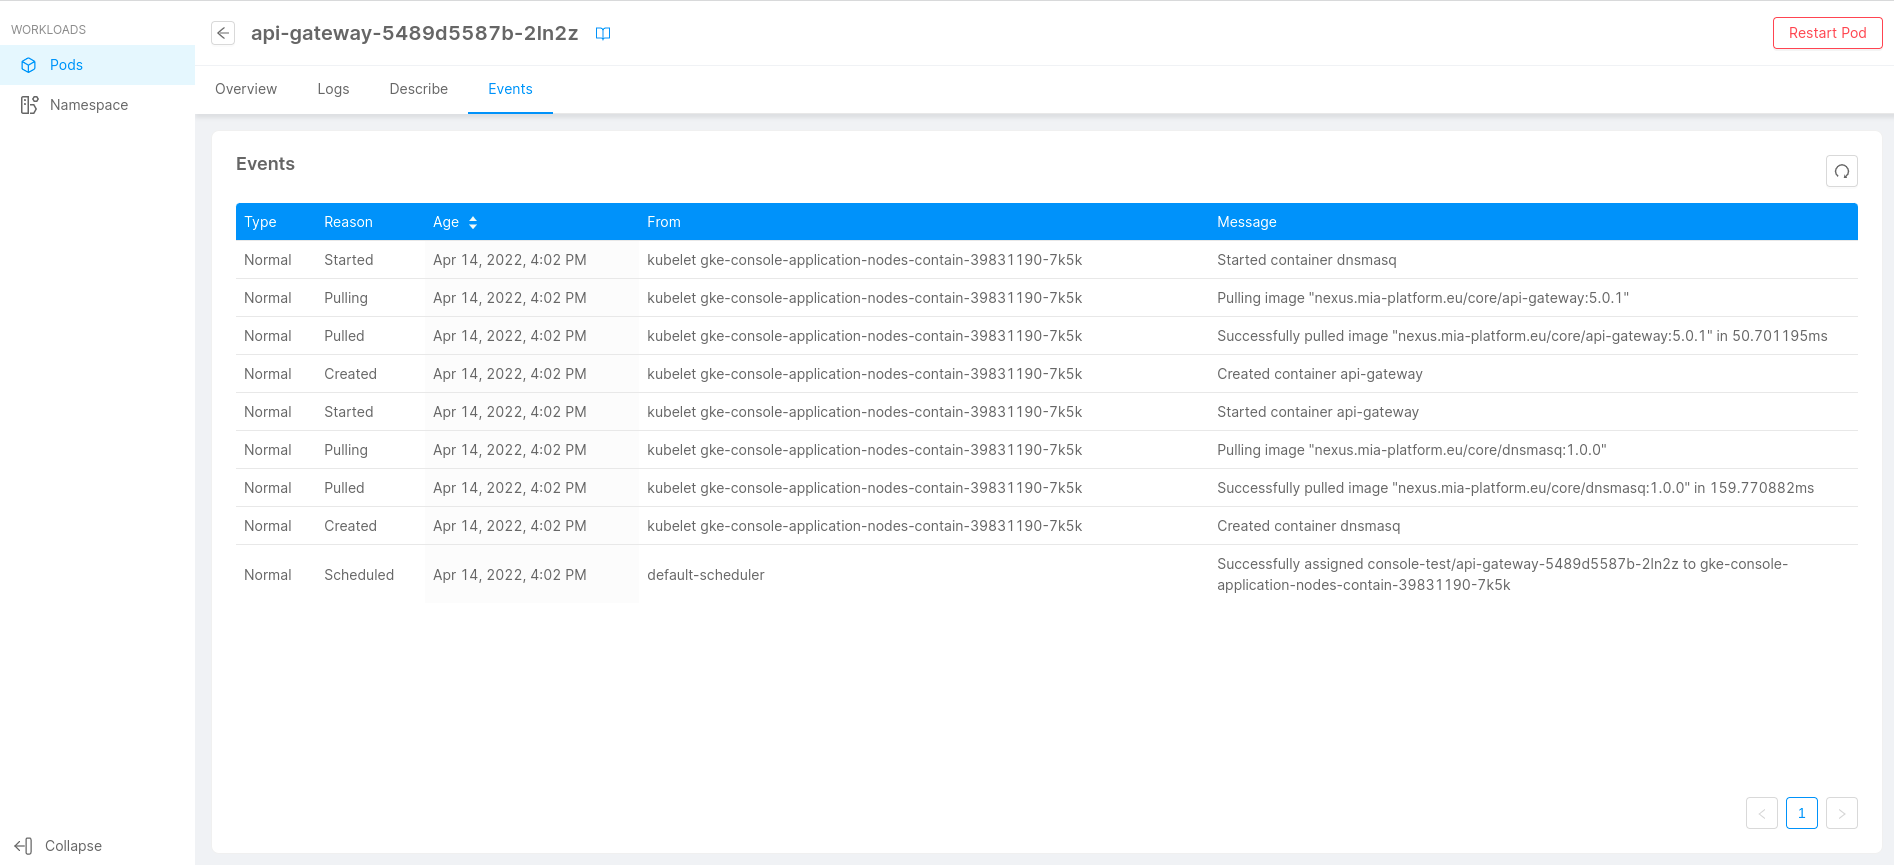 WORKLOADS
Pods
Namespace
Collapse
api-gateway-5489d5587b-2ln2z
Restart Pod
Overview Logs Describe Events
Events
Type Reason Age From Message
Normal Started Apr 14, 2022, 4:02 PM kubelet gke-console-application-nodes-contain-39831190-7k5k Started container dnsmasq
Normal Pulling Apr 14, 2022, 4:02 PM kubelet gke-console-application-nodes-contain-39831190-7k5k Pulling image "nexus.mia-platform.eu/core/api-gateway:5.0.1"
Normal Pulled Apr 14, 2022, 4:02 PM kubelet gke-console-application-nodes-contain-39831190-7k5k Successfully pulled image "nexus.mia-platform.eu/core/api-gateway:5.0.1" in 50.701195ms
Normal Created Apr 14, 2022, 4:02 PM kubelet gke-console-application-nodes-contain-39831190-7k5k Created container api-gateway
Normal Started Apr 14, 2022, 4:02 PM kubelet gke-console-application-nodes-contain-39831190-7k5k Started container api-gateway
Normal Pulling Apr 14, 2022, 4:02 PM kubelet gke-console-application-nodes-contain-39831190-7k5k Pulling image "nexus.mia-platform.eu/core/dnsmasq:1.0.0"
Normal Pulled Apr 14, 2022, 4:02 PM kubelet gke-console-application-nodes-contain-39831190-7k5k Successfully pulled image "nexus.mia-platform.eu/core/dnsmasq:1.0.0" in 159.770882ms
Normal Created Apr 14, 2022, 4:02 PM kubelet gke-console-application-nodes-contain-39831190-7k5k Created container dnsmasq
Normal Scheduled Apr 14, 2022, 4:02 PM default-scheduler Successfully assigned console-test/api-gateway-5489d5587b-2ln2z to gke-console-
application-nodes-contain-39831190-7k5k
1